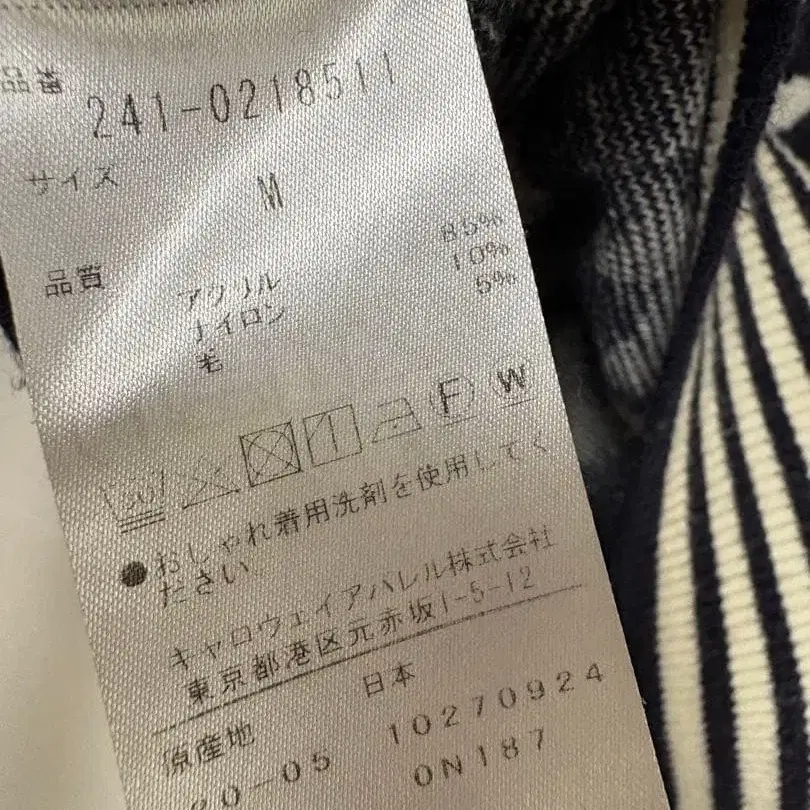 品番
241-0218511
サイズ M
品質
アクリル 85%
ナイロン 10%
毛 5%
30 F W
●おしゃれ着用洗剤を使用してく
ださい
キャロウェイアパレル株式会社
東京都港区元赤坂1-5-12
原産地 日本
20-05 10270924
0N187